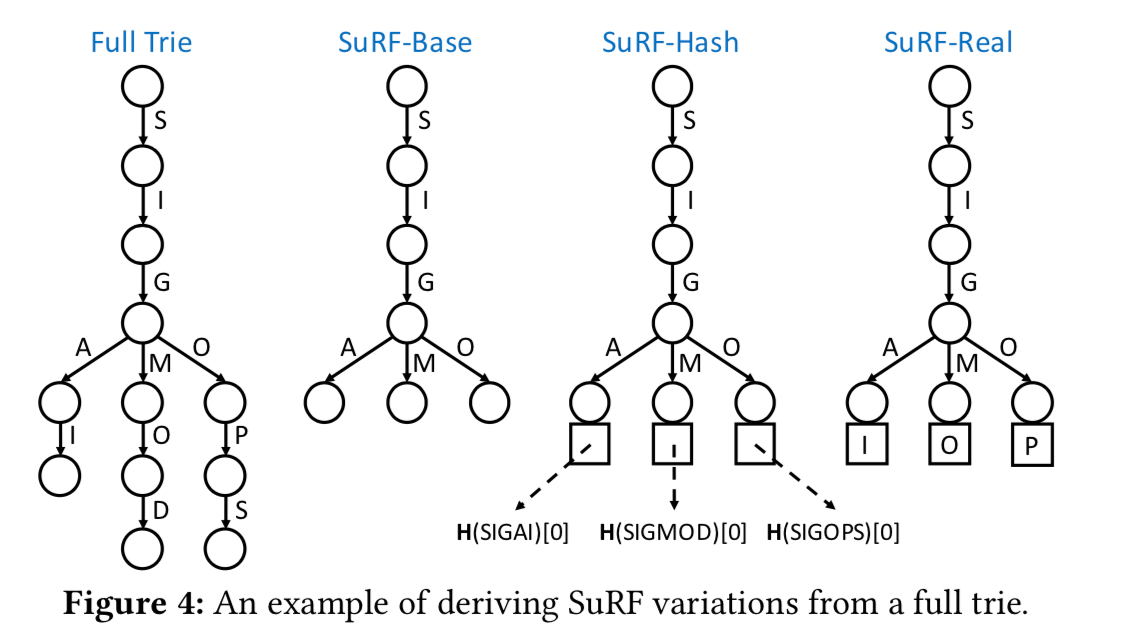 Full Trie SuRF-Base SuRF-Hash SuRF-Real
S S S S
I I I I
G G G G
A M O A M O A M O A M O
I O P I O P
D S
H(SIGAI)[0] H(SIGMOD)[0] H(SIGOPS)[0]
Figure 4: An example of deriving SuRF variations from a full trie.